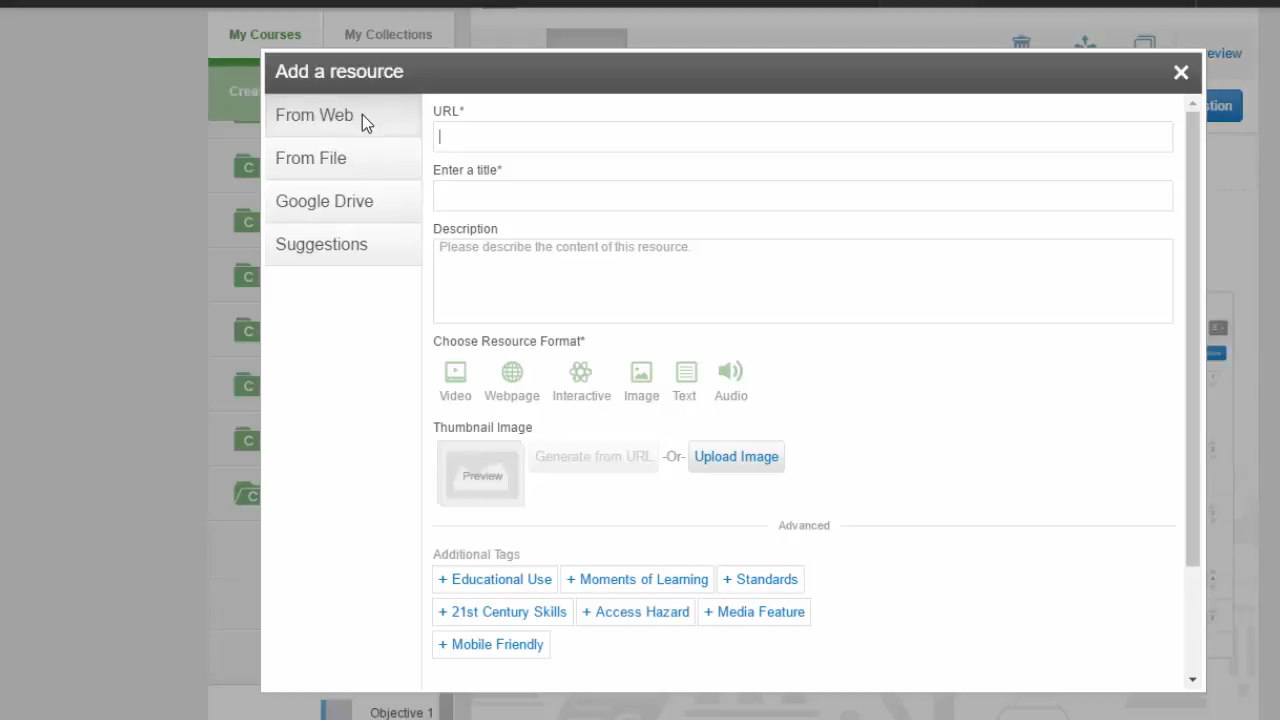 My Courses My Collections
Add a resource
From Web
From File
Google Drive
Suggestions
URL*
Enter a title*
Description
Please describe the content of this resource.
Choose Resource Format*
Video Webpage Interactive Image Text Audio
Thumbnail Image
Preview Generate from URL -Or- Upload Image
Advanced
Additional Tags
+ Educational Use + Moments of Learning + Standards
+ 21st Century Skills + Access Hazard + Media Feature
+ Mobile Friendly
Crea
C
C
C
C
C
C
C
Objective 1
review
tion